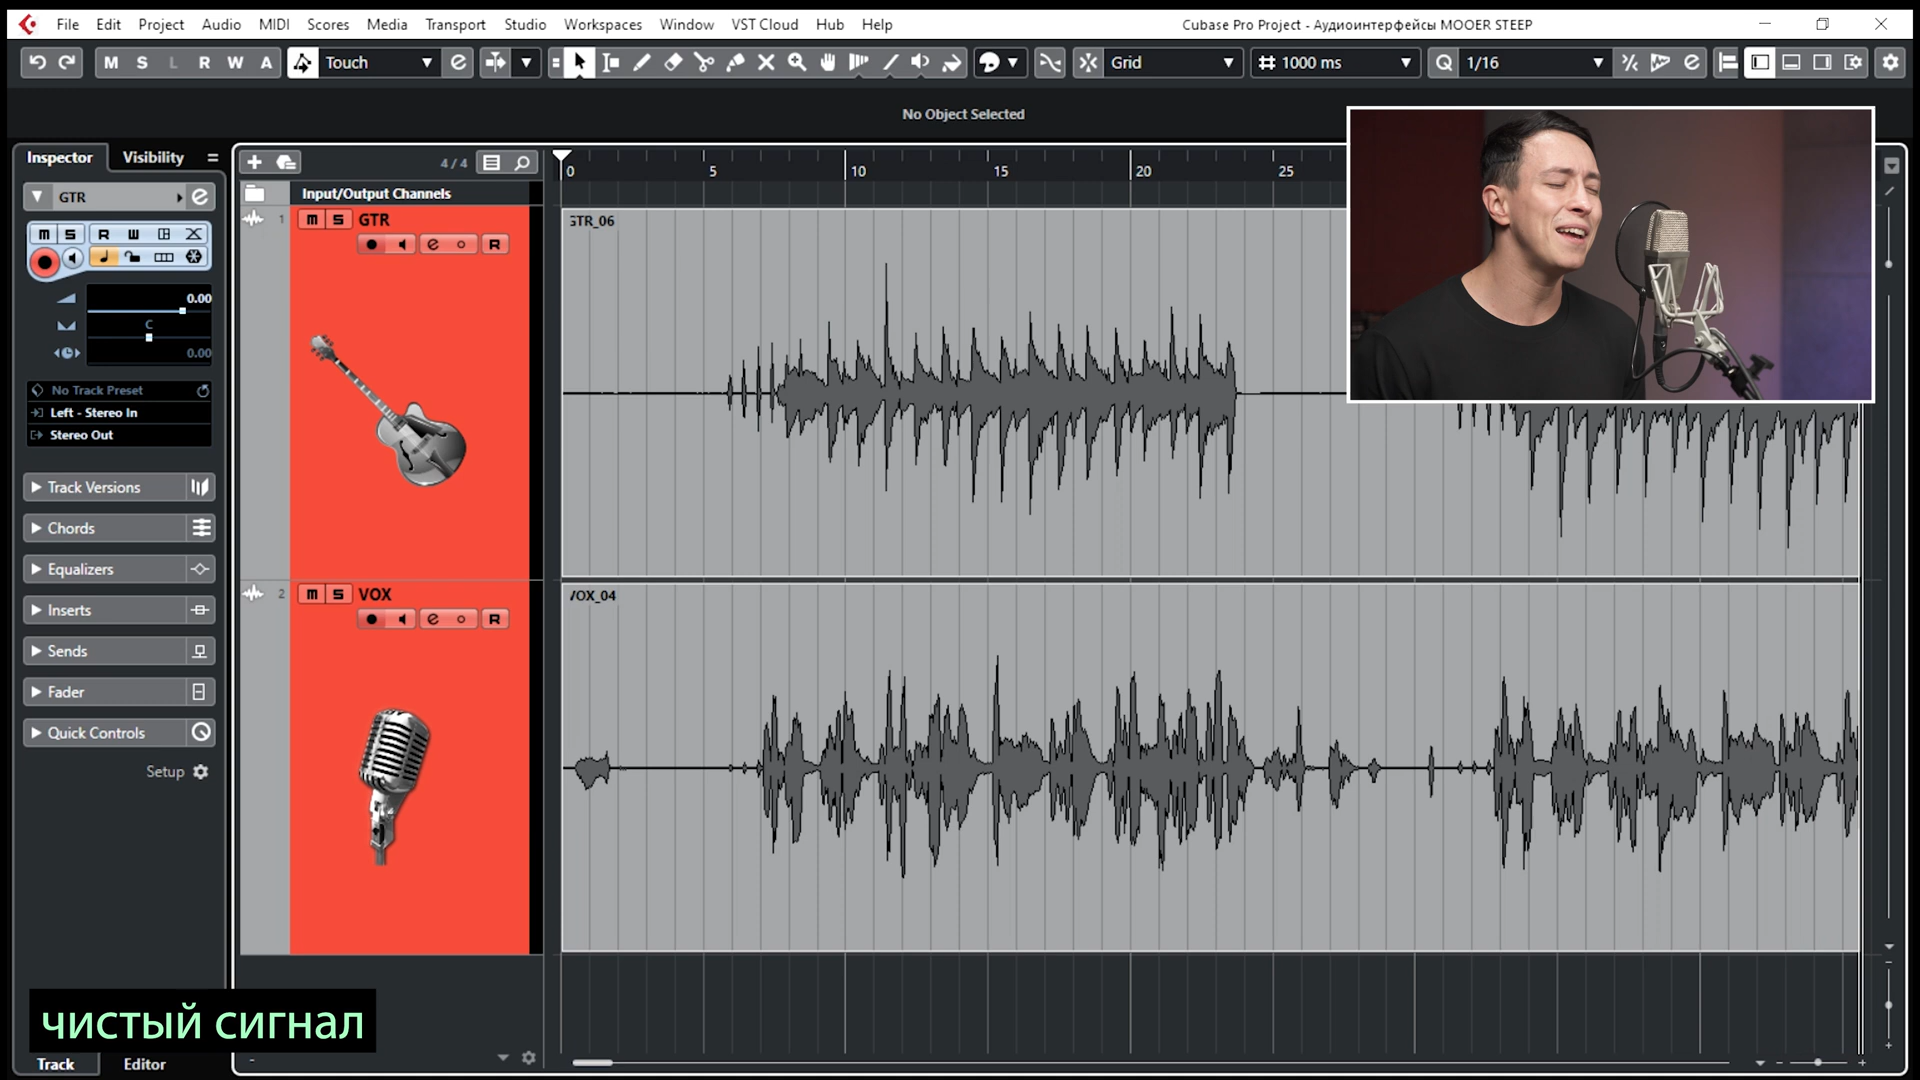 File Edit Project Audio MIDI Scores Media Transport Studio Workspaces Window VST Cloud Hub Help
Cubase Pro Project - Аудиоинтерфейсы MOOER STEEP
M S L R W A Touch Grid 1000 ms Q 1/16
No Object Selected
Inspector Visibility
4 / 4
0 5 10 15 20 25
GTR
Input/Output Channels
1 m S GTR
R
GTR_06
m S R W
0.00
C
0.00
No Track Preset
Left - Stereo In
Stereo Out
Track Versions
Chords
Equalizers
Inserts
Sends
Fader
Quick Controls
Setup
2 m S VOX
R
VOX_04
чистый сигнал
Track Editor